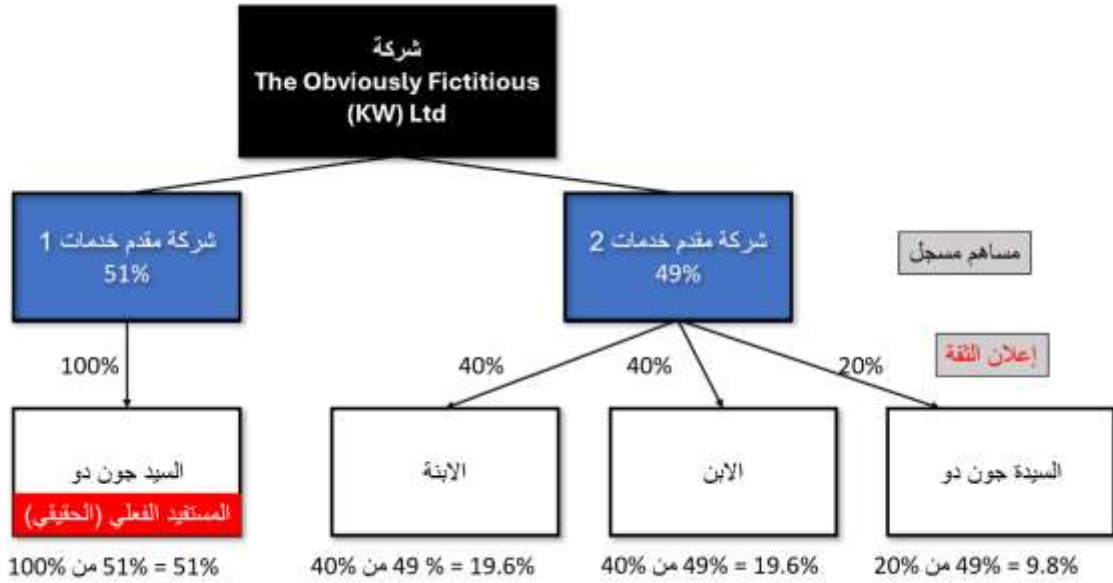 شركة
The Obviously Fictitious
(KW) Ltd
شركة مقدم خدمات 1
51%
شركة مقدم خدمات 2
49%
مساهم مسجل
100%
40%
40%
20%
إعلان الثقة
السيد جون دو
المستفيد الفعلي (الحقيقي)
الابنة
الابن
السيدة جون دو
100% من 51% = 51%
40% من 49 % = 19.6%
40% من 49% = 19.6%
20% من 49% = 9.8%